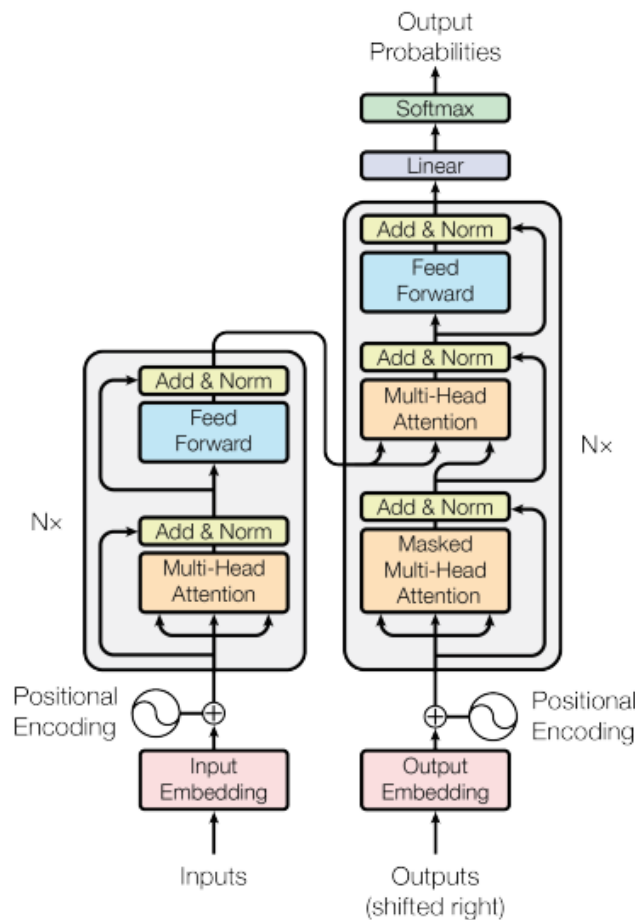 Output
Probabilities
Softmax
Linear
Add & Norm
Feed
Forward
Add & Norm
Multi-Head
Attention
Add & Norm
Masked
Multi-Head
Attention
N×
Add & Norm
Feed
Forward
Add & Norm
Multi-Head
Attention
N×
Positional
Encoding
Positional
Encoding
Input
Embedding
Output
Embedding
Inputs
Outputs
(shifted right)